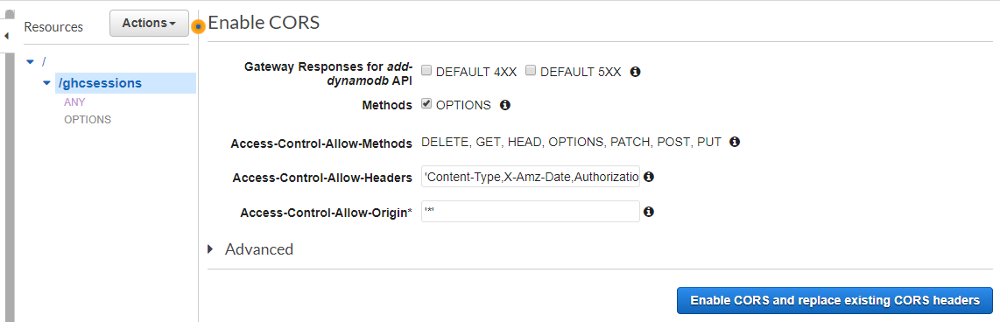 Resources
Actions
/
/ghcsessions
ANY
OPTIONS
Enable CORS
Gateway Responses for add-
dynamodb API
DEFAULT 4XX DEFAULT 5XX
Methods OPTIONS
Access-Control-Allow-Methods DELETE, GET, HEAD, OPTIONS, PATCH, POST, PUT
Access-Control-Allow-Headers 'Content-Type,X-Amz-Date,Authorizatio
Access-Control-Allow-Origin* '*'
Advanced
Enable CORS and replace existing CORS headers